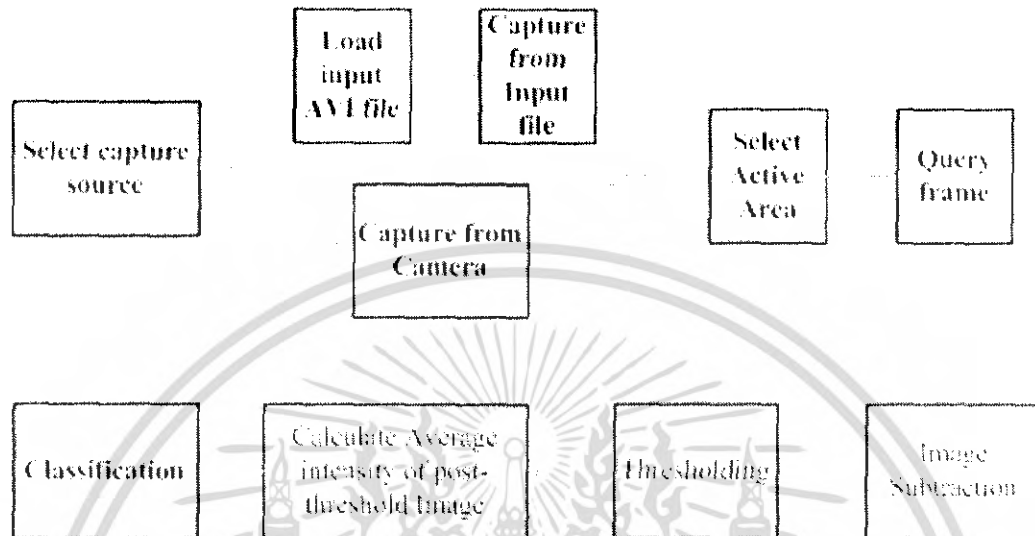 Load
input
AVI file
Capture
from
Input
file
Select capture
source
Capture from
Camera
Select
Active
Area
Query
frame
Classification
Calculate Average
intensity of post-
threshold Image
Thresholding
Image
Subtraction